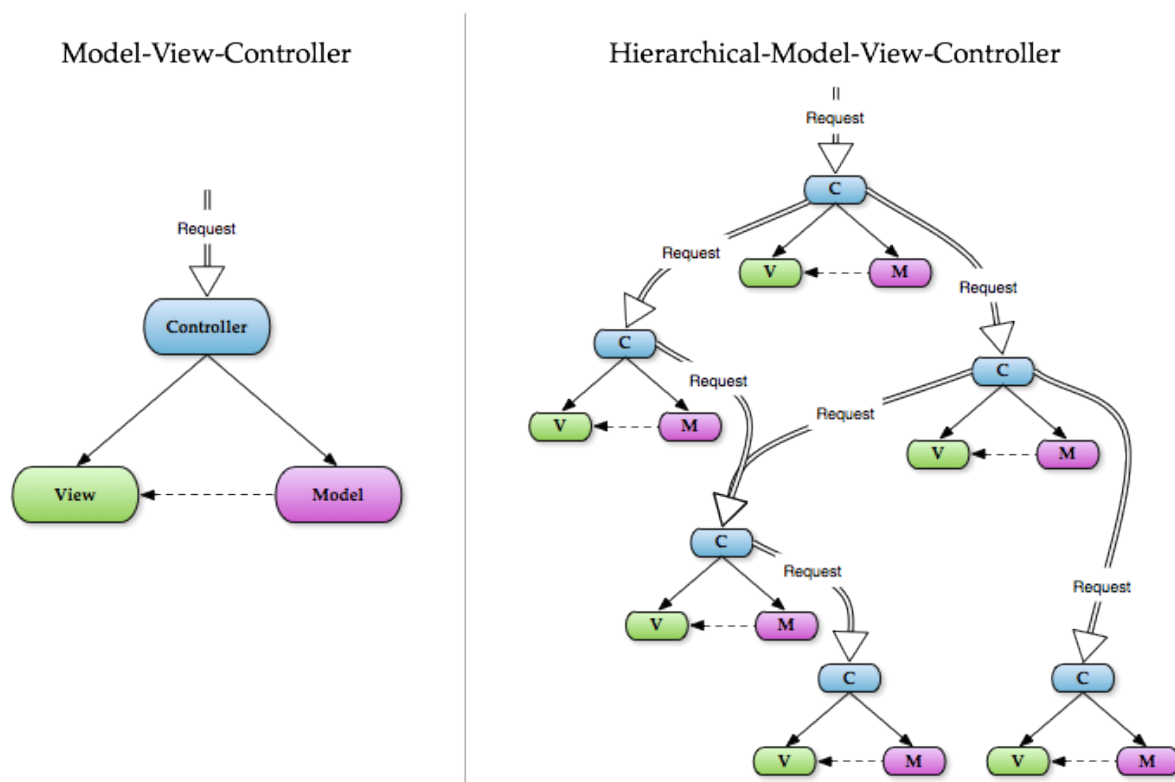 Model-View-Controller
Request
Controller
View
Model
Hierarchical-Model-View-Controller
Request
C
Request
V
M
Request
C
C
Request
Request
V
M
V
M
C
Request
Request
V
M
C
C
V
M
V
M